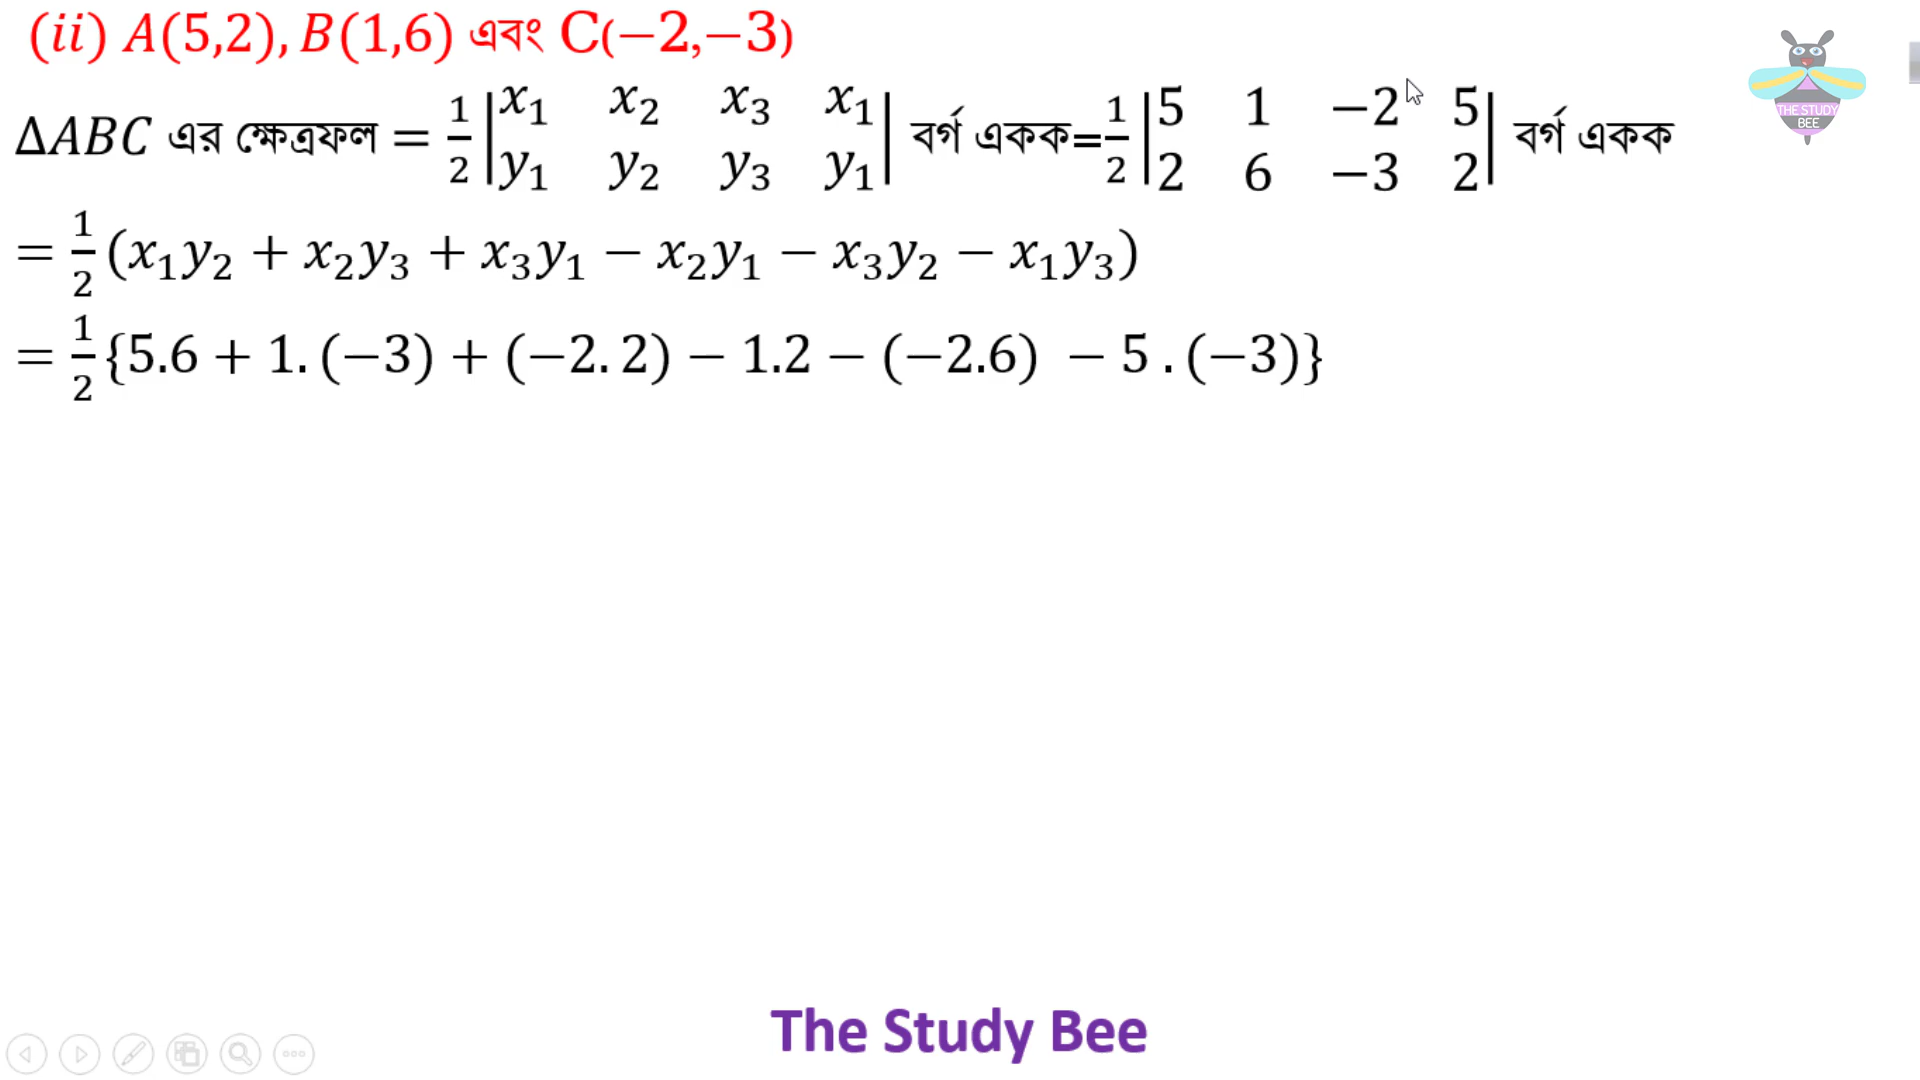 (ii) A(5,2), B(1,6) এবং C(−2,−3)
ΔABC এর ক্ষেত্রফল = 1/2 |x₁ x₂ x₃ x₁ / y₁ y₂ y₃ y₁| বর্গ একক=1/2 |5 1 −2 5 / 2 6 −3 2| বর্গ একক
= 1/2 (x₁y₂ + x₂y₃ + x₃y₁ − x₂y₁ − x₃y₂ − x₁y₃)
= 1/2 {5.6 + 1. (−3) + (−2. 2) − 1.2 − (−2.6) − 5 . (−3)}
THE STUDY
BEE
The Study Bee